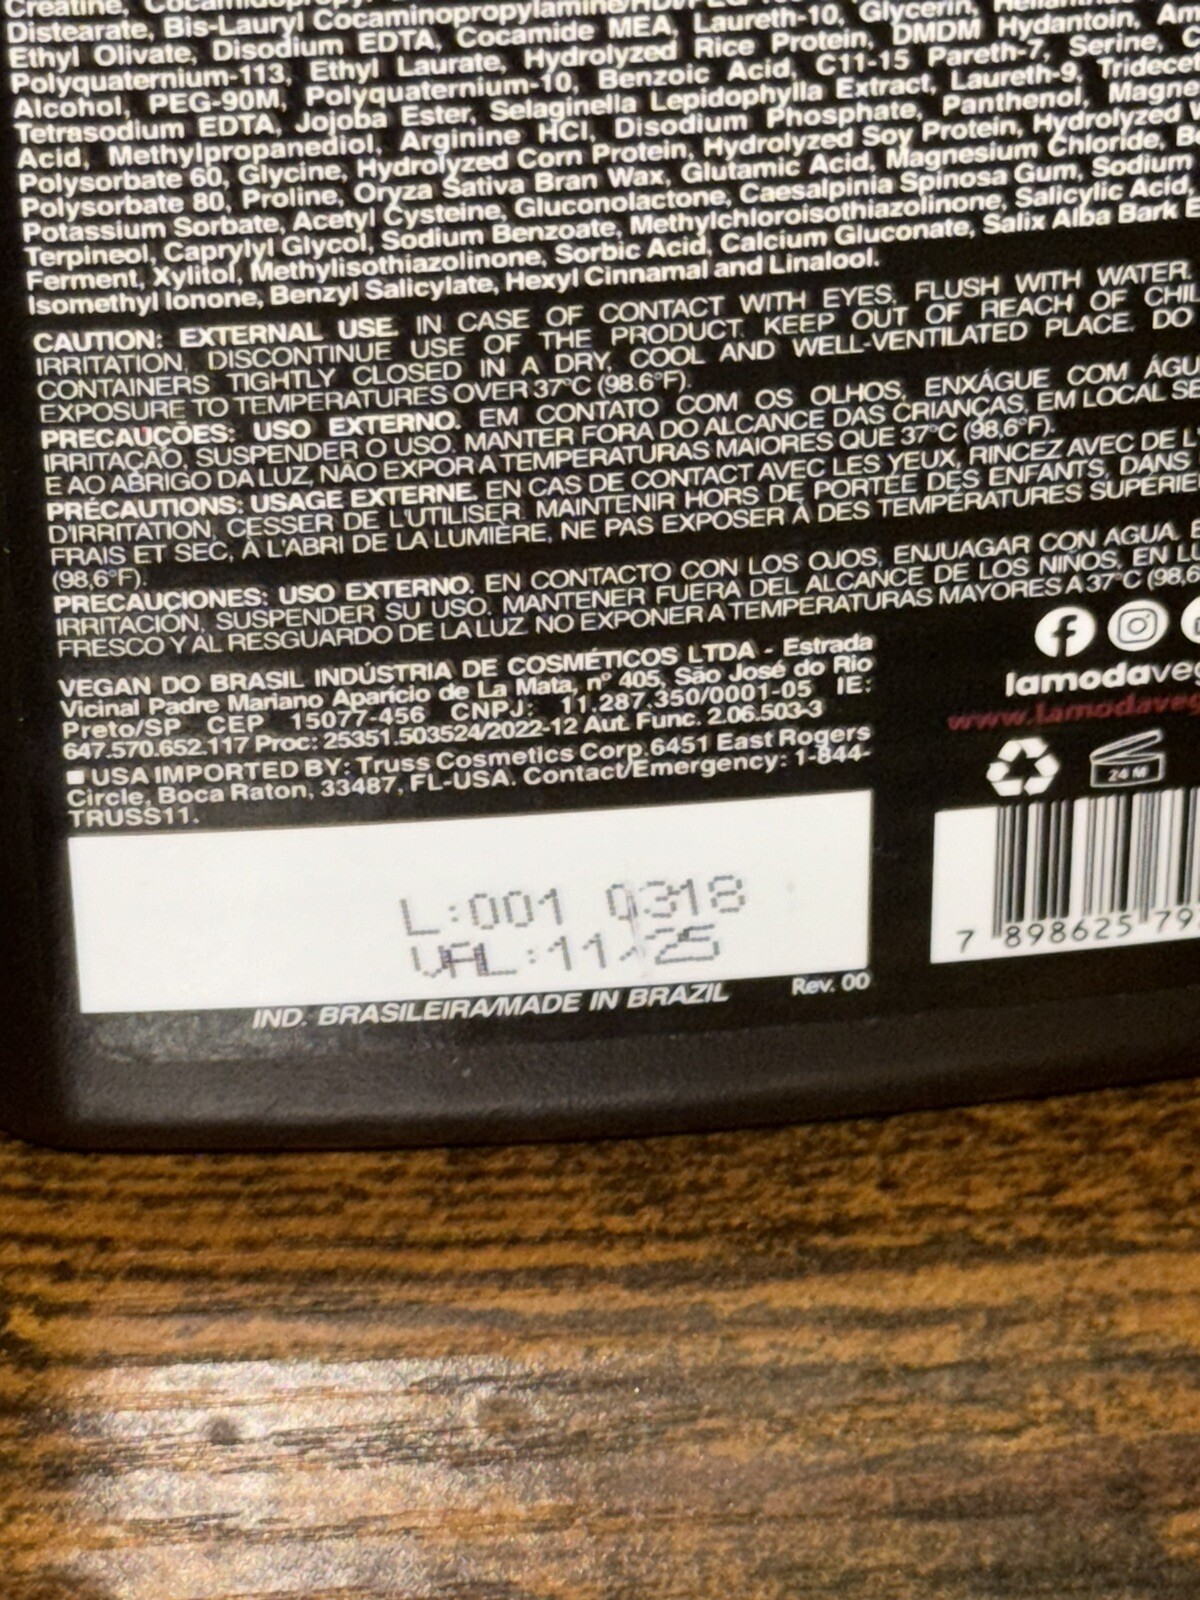 Creatine,
Distearate, Bis-Lauryl Cocaminopropylamine/HDI/PEG
Ethyl Olivate, Disodium EDTA, Cocamide MEA, Laureth-10, Glycerin,
Polyquaternium-113, Ethyl Laurate, Hydrolyzed Rice Protein, DMDM Hydantoin,
Alcohol, PEG-90M, Polyquaternium-10, Benzoic Acid, C11-15 Pareth-7, Serine,
Tetrasodium EDTA, Jojoba Ester, Selaginella Lepidophylla Extract, Laureth-9,
Acid, Methylpropanediol, Arginine HCl, Disodium Phosphate, Panthenol,
Polysorbate 60, Glycine, Hydrolyzed Corn Protein, Hydrolyzed Soy Protein, Hydrolyzed
Polysorbate 80, Proline, Oryza Sativa Bran Wax, Glutamic Acid, Magnesium Chloride,
Potassium Sorbate, Acetyl Cysteine, Gluconolactone, Caesalpinia Spinosa Gum, Sodium
Terpineol, Caprylyl Glycol, Sodium Benzoate, Methylchloroisothiazolinone, Salicylic Acid,
Ferment, Xylitol, Methylisothiazolinone, Sorbic Acid, Calcium Gluconate, Salix Alba Bark
Isomethyl Ionone, Benzyl Salicylate, Hexyl Cinnamal and Linalool.
CAUTION: EXTERNAL USE. IN CASE OF CONTACT WITH EYES, FLUSH WITH WATER.
IRRITATION, DISCONTINUE USE OF THE PRODUCT. KEEP OUT OF REACH OF
CONTAINERS TIGHTLY CLOSED IN A DRY, COOL AND WELL-VENTILATED PLACE. DO
EXPOSURE TO TEMPERATURES OVER 37°C (98.6°F).
PRECAUÇÕES: USO EXTERNO. EM CONTATO COM OS OLHOS, ENXÁGUE COM
IRRITAÇÃO, SUSPENDER O USO. MANTER FORA DO ALCANCE DAS CRIANÇAS, EM LOCAL
E AO ABRIGO DA LUZ, NÃO EXPOR A TEMPERATURAS MAIORES QUE 37°C (98,6°F).
PRÉCAUTIONS: USAGE EXTERNE. EN CAS DE CONTACT AVEC LES YEUX, RINCEZ AVEC DE
D'IRRITATION, CESSER DE L'UTILISER. MAINTENIR HORS DE PORTÉE DES ENFANTS, DANS
FRAIS ET SEC, À L'ABRI DE LA LUMIÈRE, NE PAS EXPOSER À DES TEMPÉRATURES
(98,6°F).
PRECAUCIONES: USO EXTERNO. EN CONTACTO CON LOS OJOS, ENJUAGAR CON AGUA.
IRRITACIÓN, SUSPENDER SU USO. MANTENER FUERA DEL ALCANCE DE LOS NIÑOS, EN
FRESCO Y AL RESGUARDO DE LA LUZ. NO EXPONER A TEMPERATURAS MAYORES A 37°C
VEGAN DO BRASIL INDÚSTRIA DE COSMÉTICOS LTDA - Estrada
Vicinal Padre Mariano Aparicio de La Mata, nº 405, São José do Rio
Preto/SP CEP 15077-456 CNPJ: 11.287.350/0001-05 IE:
647.570.652.117 Proc: 25351.503524/2022-12 Aut. Func. 2.06.503-3
USA IMPORTED BY: Truss Cosmetics Corp.6451 East Rogers
Circle, Boca Raton, 33487, FL-USA. Contact/Emergency: 1-844-
TRUSS11.
lamodave
www.lamodave
24 M
L:001 0318
VAL:11/25
7 898625 79
IND. BRASILEIRA/MADE IN BRAZIL
Rev. 00